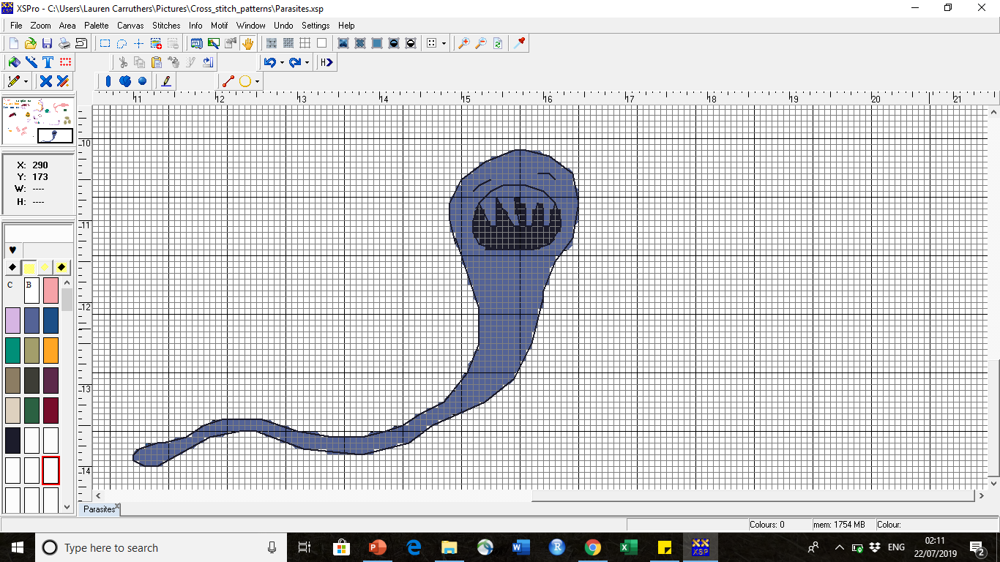 XSPro - C:\Users\Lauren Carruthers\Pictures\Cross_stitch_patterns\Parasites.xsp
File Zoom Area Palette Canvas Stitches Info Motif Window Undo Settings Help
H
11 12 13 14 15 16 17 18 19 20 21
10
11
12
13
14
X: 290
Y: 173
W: ----
H: ----
C B
Parasites
Colours: 0 mem: 1754 MB Colour:
Type here to search
ENG
02:11
22/07/2019
2